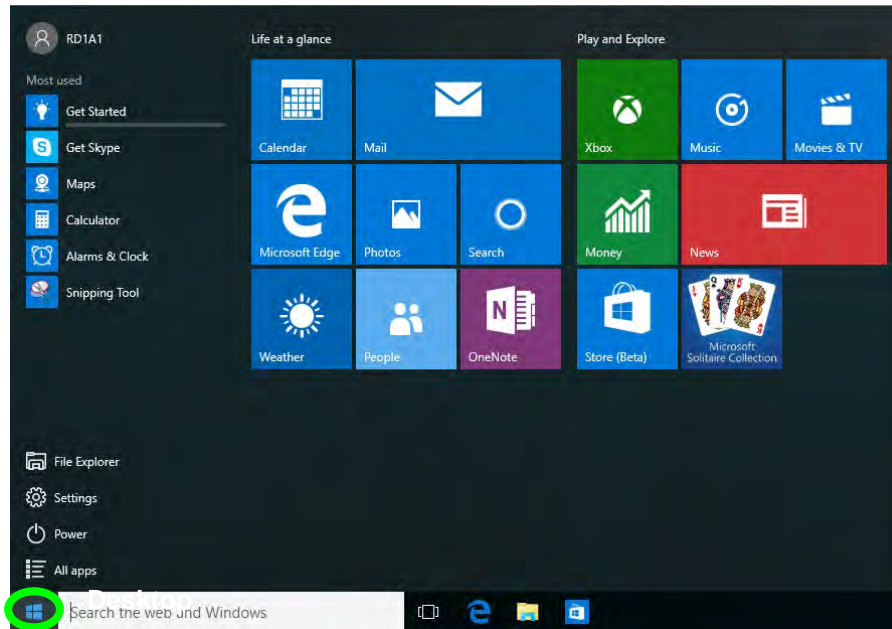 RD1A1
Most used
Get Started
Get Skype
Maps
Calculator
Alarms & Clock
Snipping Tool
File Explorer
Settings
Power
All apps
Life at a glance
Calendar
Mail
Microsoft Edge
Photos
Search
Weather
People
N
OneNote
Play and Explore
Xbox
Music
Movies & TV
Money
News
Store (Beta)
Microsoft
Solitaire Collection
Desktop
Search the web and Windows